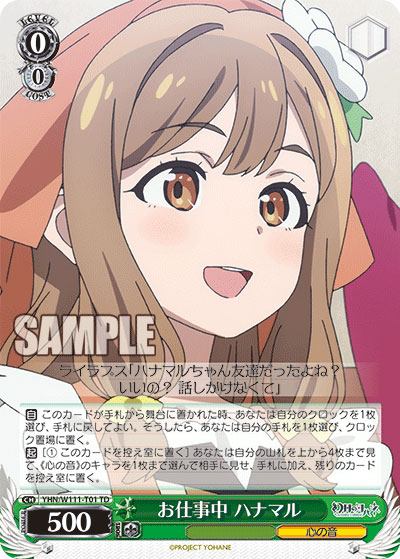 LEVEL
0
0
COST
SAMPLE
ライラプス「ハナマルちゃん友達だったよね？
いいの？ 話しかけなくて」
自 このカードが手札から舞台に置かれた時、あなたは自分のクロックを1枚
選び、手札に戻してよい。そうしたら、あなたは自分の手札を1枚選び、クロッ
ク置場に置く。
起［① このカードを控え室に置く］あなたは自分の山札を上から4枚まで見
て、《心の音》のキャラを1枚まで選んで相手に見せ、手札に加え、残りのカード
を控え室に置く。
CH YHN/W111-T01 TD
お仕事中 ハナマル
500
心の音
©PROJECT YOHANE